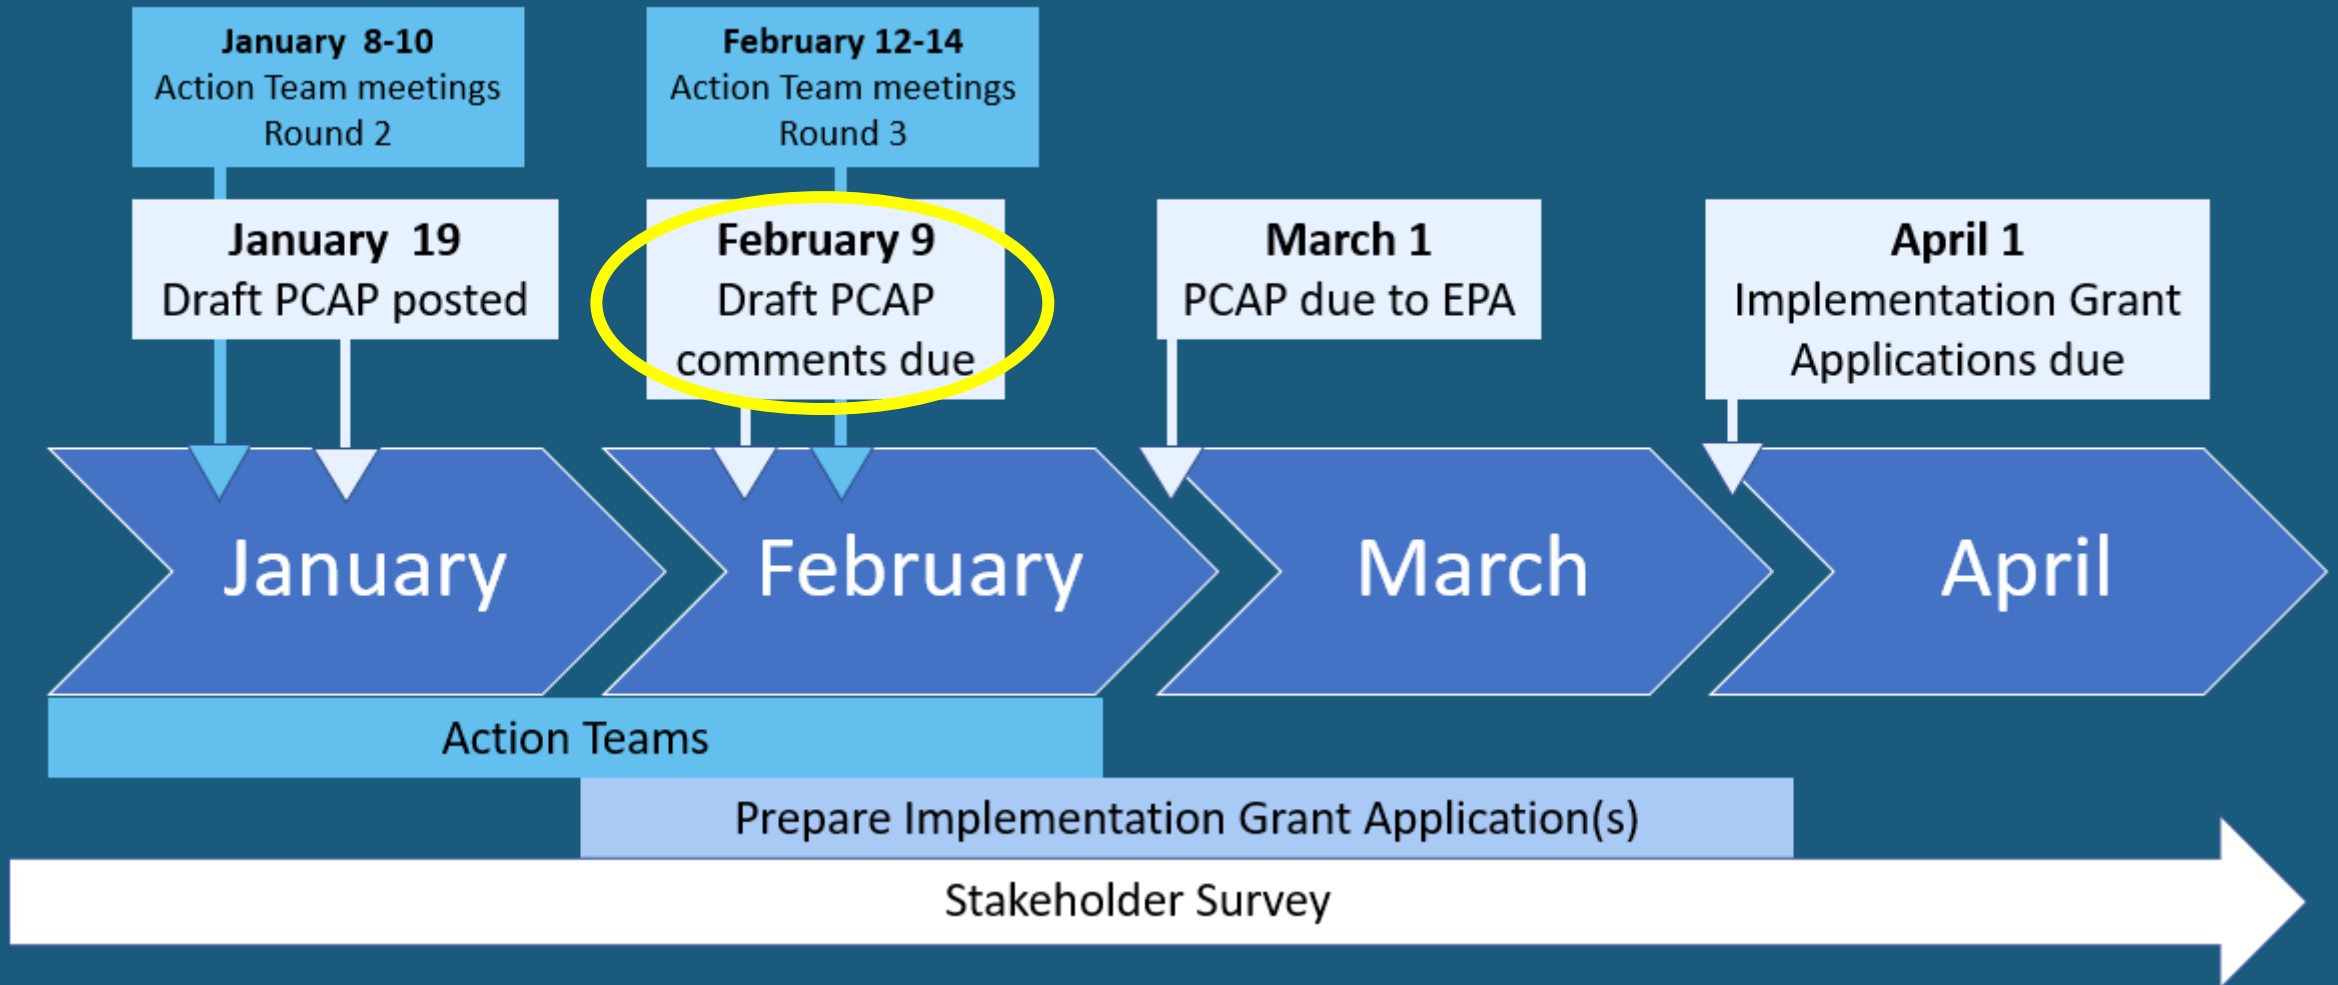 January 8-10
Action Team meetings
Round 2
February 12-14
Action Team meetings
Round 3
January 19
Draft PCAP posted
February 9
Draft PCAP
comments due
March 1
PCAP due to EPA
April 1
Implementation Grant
Applications due
January
February
March
April
Action Teams
Prepare Implementation Grant Application(s)
Stakeholder Survey